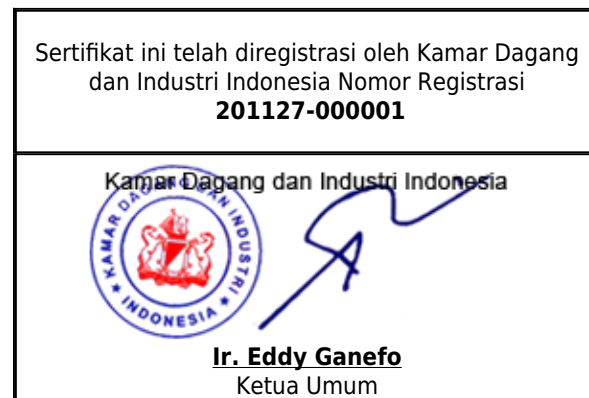 Sertifikat ini telah diregistrasi oleh Kamar Dagang
dan Industri Indonesia Nomor Registrasi
201127-000001
Kamar Dagang dan Industri Indonesia
KAMAR DAGANG DAN INDUSTRI
INDONESIA
Ir. Eddy Ganefo
Ketua Umum